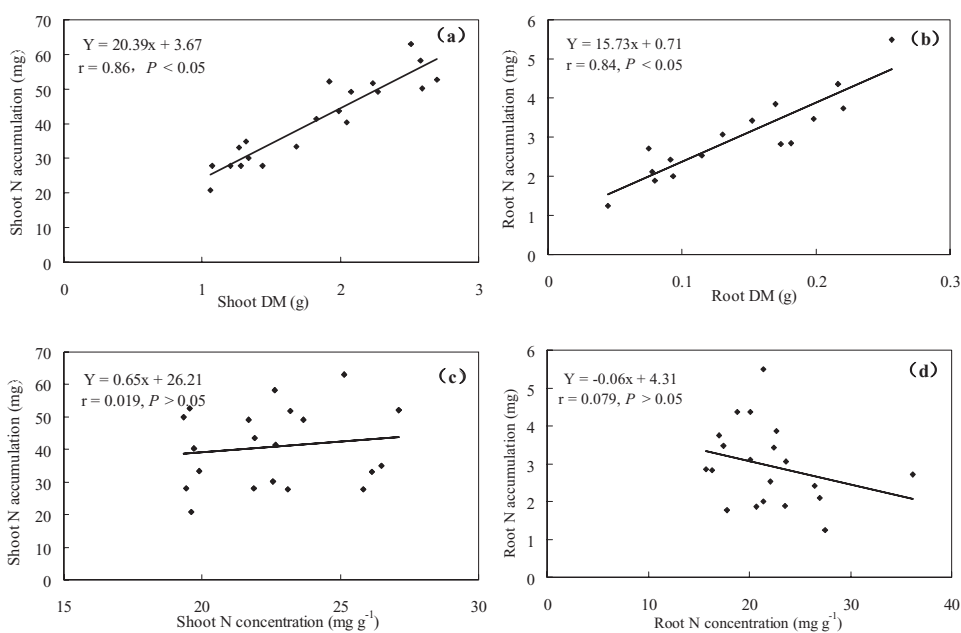 (a)
Y = 20.39x + 3.67
r = 0.86, P < 0.05
Shoot N accumulation (mg)
70
60
50
40
30
20
10
0
0 1 2 3
Shoot DM (g)
(b)
Y = 15.73x + 0.71
r = 0.84, P < 0.05
Root N accumulation (mg)
6
5
4
3
2
1
0
0 0.1 0.2 0.3
Root DM (g)
(c)
Y = 0.65x + 26.21
r = 0.019, P > 0.05
Shoot N accumulation (mg)
70
60
50
40
30
20
10
0
15 20 25 30
Shoot N concentration (mg g⁻¹)
(d)
Y = -0.06x + 4.31
r = 0.079, P > 0.05
Root N accumulation (mg)
6
5
4
3
2
1
0
0 10 20 30 40
Root N concentration (mg g⁻¹)